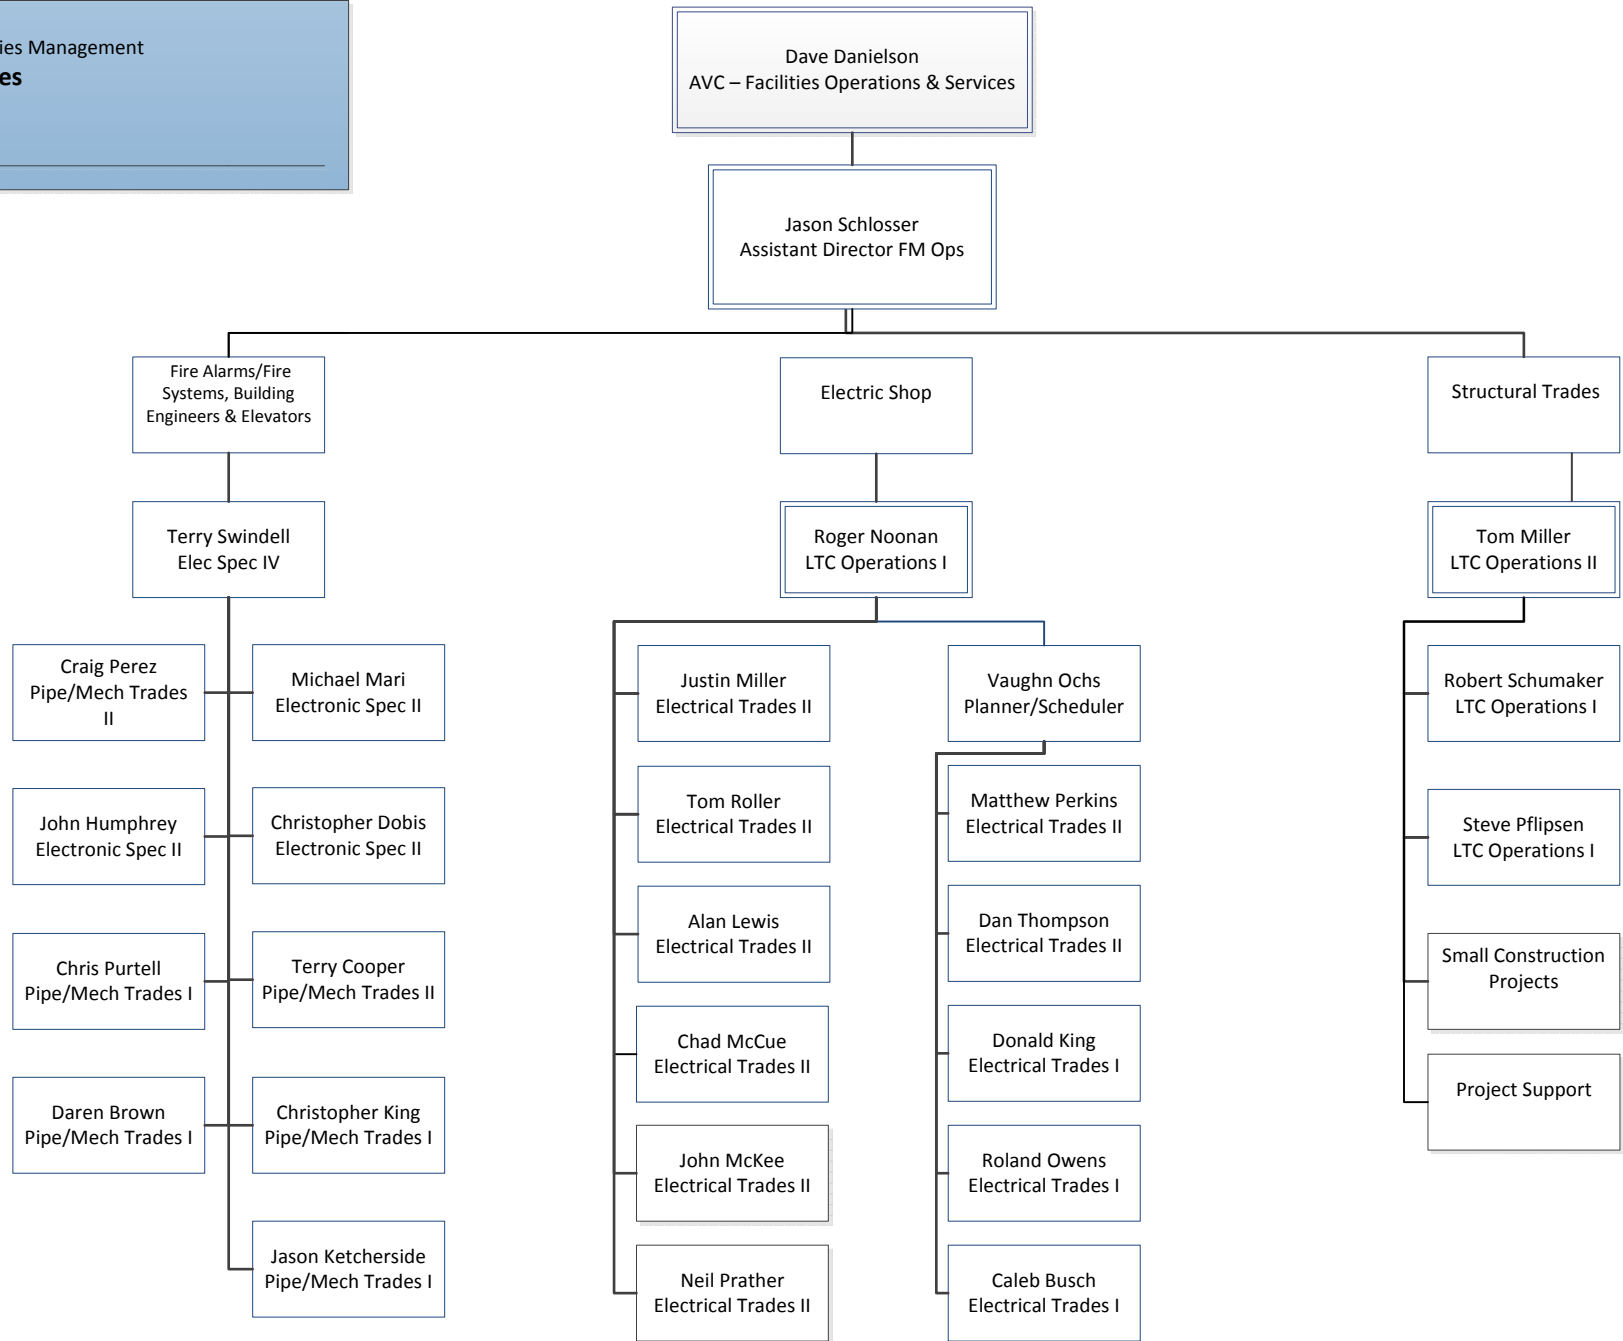 Management
Dave Danielson
AVC – Facilities Operations & Services
Jason Schlosser
Assistant Director FM Ops
Fire Alarms/Fire
Systems, Building
Engineers & Elevators
Electric Shop
Structural Trades
Terry Swindell
Elec Spec IV
Roger Noonan
LTC Operations I
Tom Miller
LTC Operations II
Craig Perez
Pipe/Mech Trades
II
Michael Mari
Electronic Spec II
John Humphrey
Electronic Spec II
Christopher Dobis
Electronic Spec II
Chris Purtell
Pipe/Mech Trades I
Terry Cooper
Pipe/Mech Trades II
Daren Brown
Pipe/Mech Trades I
Christopher King
Pipe/Mech Trades I
Jason Ketcherside
Pipe/Mech Trades I
Justin Miller
Electrical Trades II
Tom Roller
Electrical Trades II
Alan Lewis
Electrical Trades II
Chad McCue
Electrical Trades II
John McKee
Electrical Trades II
Neil Prather
Electrical Trades II
Vaughn Ochs
Planner/Scheduler
Matthew Perkins
Electrical Trades II
Dan Thompson
Electrical Trades II
Donald King
Electrical Trades I
Roland Owens
Electrical Trades I
Caleb Busch
Electrical Trades I
Robert Schumaker
LTC Operations I
Steve Pflipsen
LTC Operations I
Small Construction
Projects
Project Support